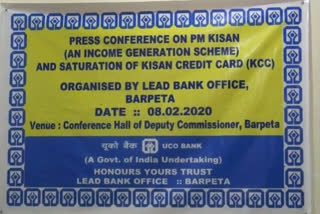 PRESS CONFERENCE ON PM KISAN
(AN INCOME GENERATION SCHEME)
AND SATURATION OF KISAN CREDIT CARD (KCC)
ORGANISED BY LEAD BANK OFFICE,
BARPETA
DATE :: 08.02.2020
Venue : Conference Hall of Deputy Commissioner, Barpeta
यूको बैंक UCO BANK
(A Govt. of India Undertaking)
HONOURS YOURS TRUST
LEAD BANK OFFICE :: BARPETA